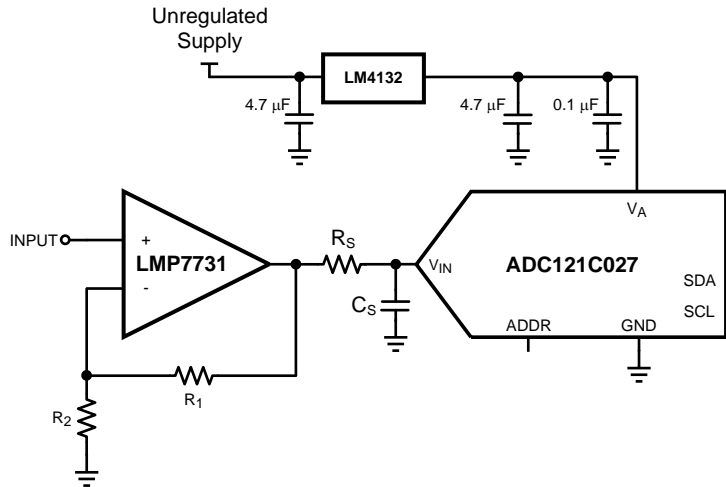 Unregulated
Supply
LM4132
4.7 µF
4.7 µF
0.1 µF
VA
INPUT
+
LMP7731
-
RS
CS
VIN
ADC121C027
SDA
SCL
ADDR
GND
R1
R2